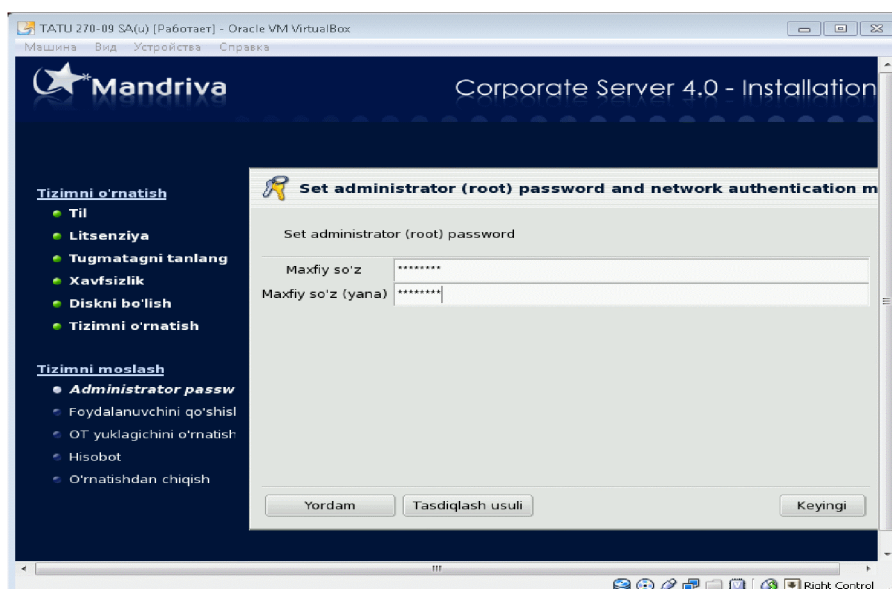 TATU 270-09 SA(u) [Работает] - Oracle VM VirtualBox
Машина Вид Устройства Справка
Mandriva
Corporate Server 4.0 - Installation
Tizimni o'rnatish
Til
Litsenziya
Tugmatagni tanlang
Xavfsizlik
Diskni bo'lish
Tizimni o'rnatish
Tizimni moslash
Administrator passw
Foydalanuvchini qo'shisl
OT yuklagichini o'rnatish
Hisobot
O'rnatishdan chiqish
Set administrator (root) password and network authentication m
Set administrator (root) password
Maxfiy so'z ********
Maxfiy so'z (yana) ********
Yordam Tasdiqlash usuli Keyingi
Right Control